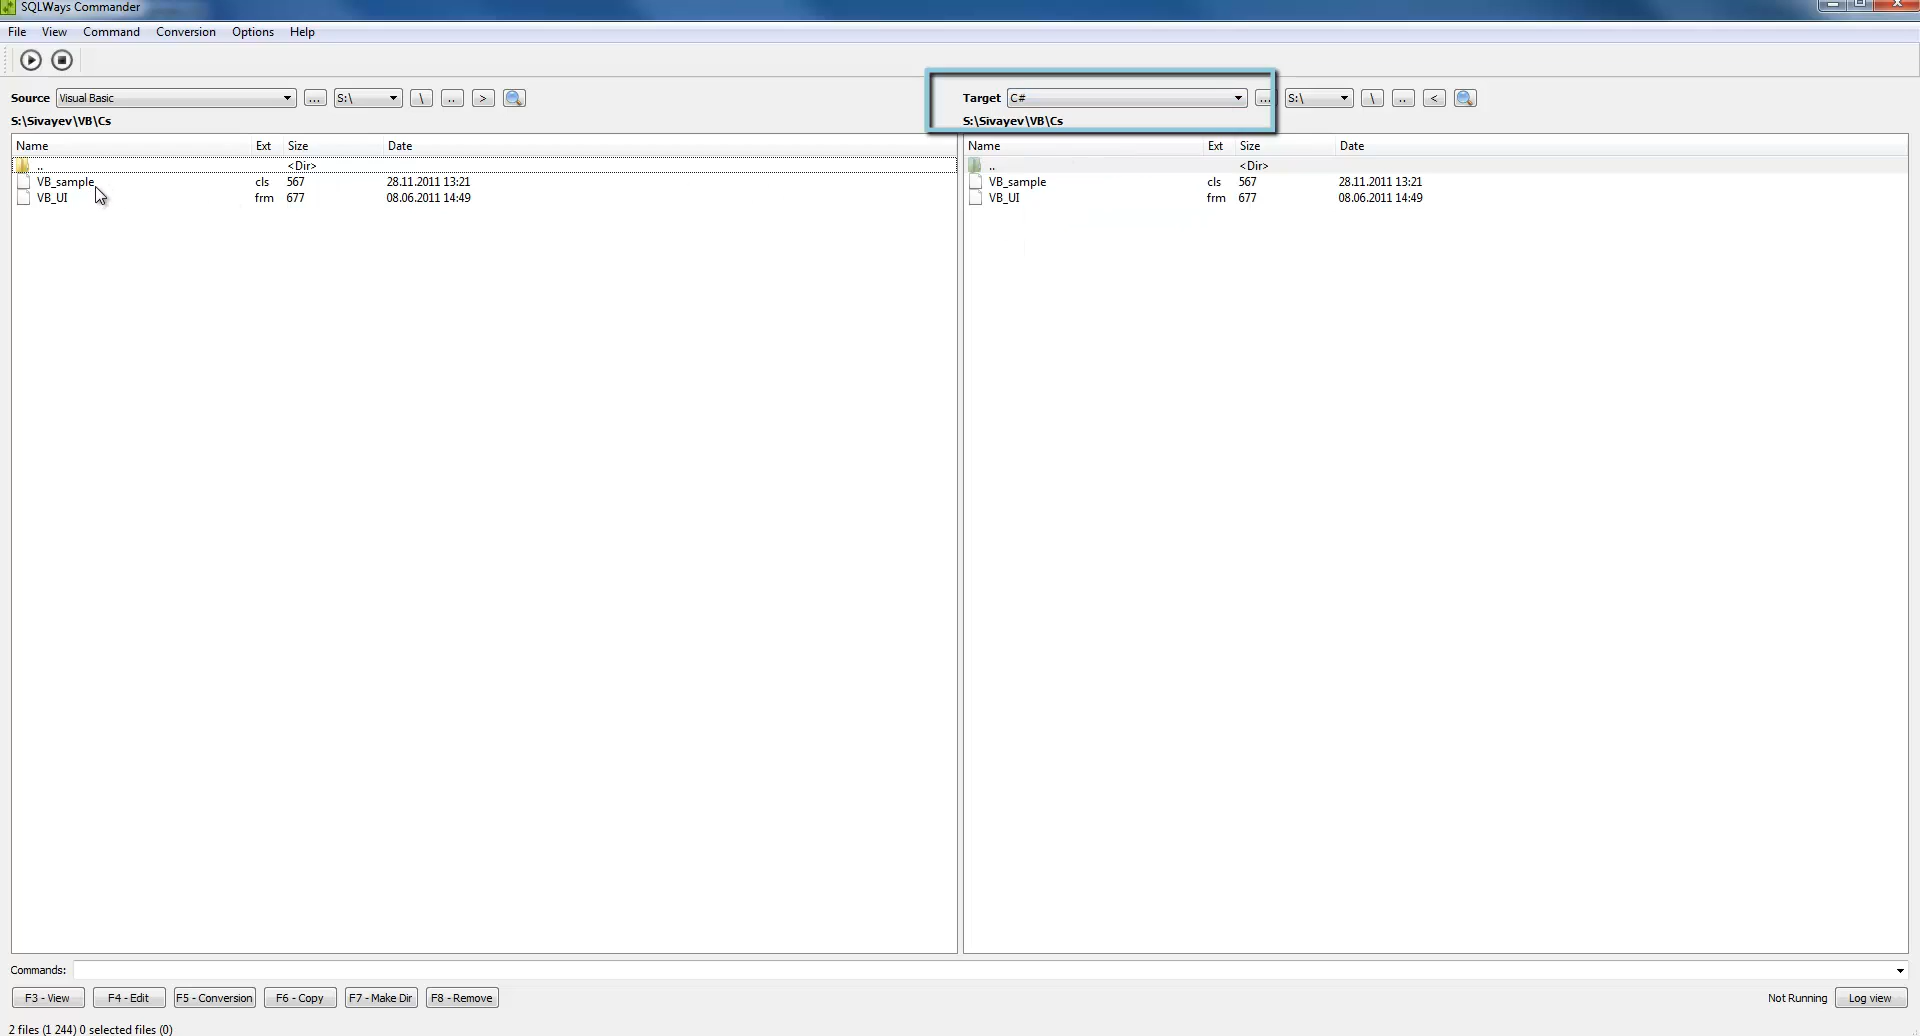 SQLWays Commander
File View Command Conversion Options Help
Source Visual Basic ... S:\ \ .. > Target C# ... S:\ \ .. <
S:\Sivayev\VB\Cs S:\Sivayev\VB\Cs
Name Ext Size Date Name Ext Size Date
.. <Dir> .. <Dir>
VB_sample cls 567 28.11.2011 13:21 VB_sample cls 567 28.11.2011 13:21
VB_UI frm 677 08.06.2011 14:49 VB_UI frm 677 08.06.2011 14:49
Commands:
F3 - View F4 - Edit F5 - Conversion F6 - Copy F7 - Make Dir F8 - Remove Not Running Log view
2 files (1 244) 0 selected files (0)